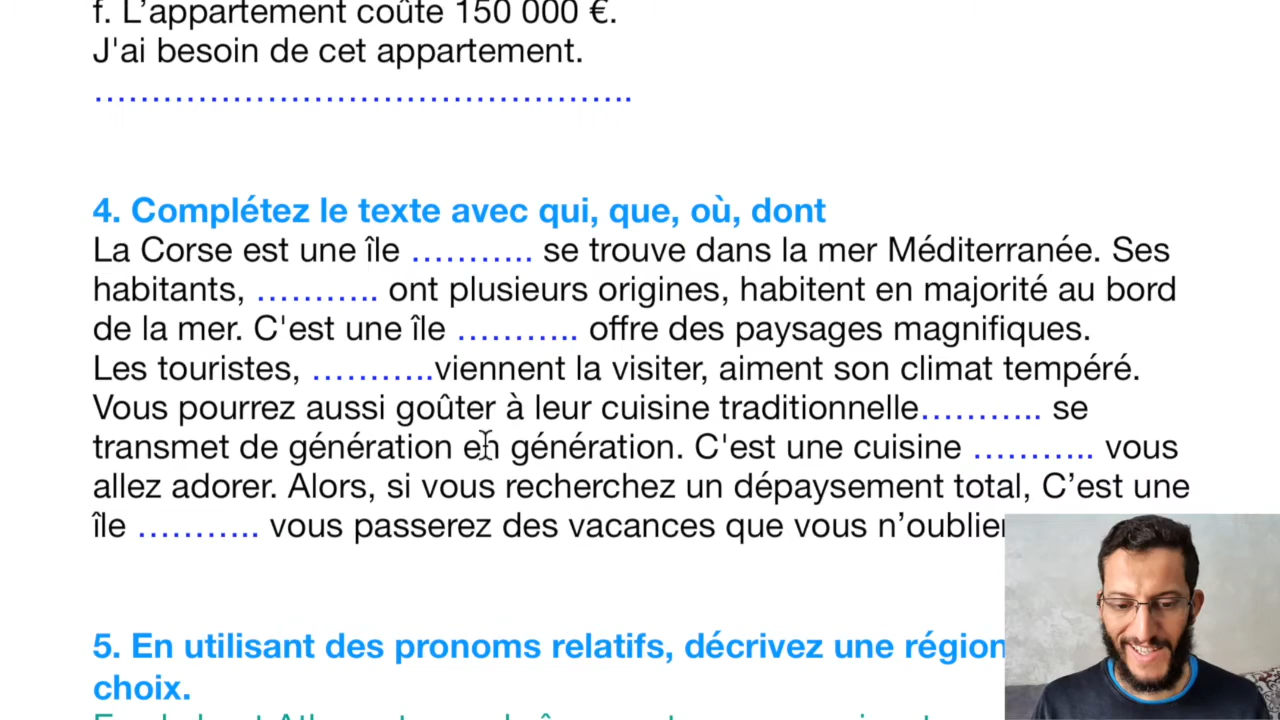 f. L’appartement coûte 150 000 €.
J'ai besoin de cet appartement.
……………………………………….
4. Complétez le texte avec qui, que, où, dont
La Corse est une île ……….. se trouve dans la mer Méditerranée. Ses
habitants, ……….. ont plusieurs origines, habitent en majorité au bord
de la mer. C'est une île ……….. offre des paysages magnifiques.
Les touristes, ………..viennent la visiter, aiment son climat tempéré.
Vous pourrez aussi goûter à leur cuisine traditionnelle……….. se
transmet de génération en génération. C'est une cuisine ……….. vous
allez adorer. Alors, si vous recherchez un dépaysement total, C’est une
île ……….. vous passerez des vacances que vous
5. En utilisant des pronoms relatifs, décrivez une région
choix.